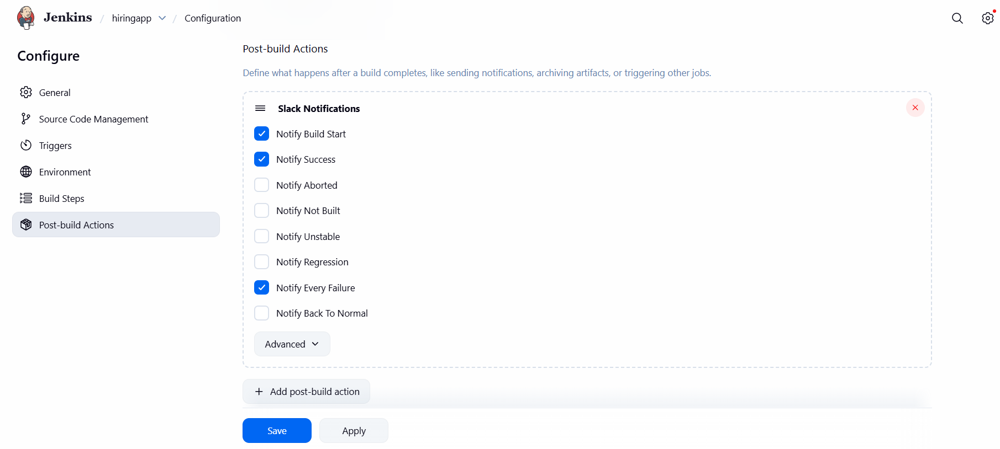 Jenkins / hiringapp / Configuration
Configure
General
Source Code Management
Triggers
Environment
Build Steps
Post-build Actions
Post-build Actions
Define what happens after a build completes, like sending notifications, archiving artifacts, or triggering other jobs.
Slack Notifications
Notify Build Start
Notify Success
Notify Aborted
Notify Not Built
Notify Unstable
Notify Regression
Notify Every Failure
Notify Back To Normal
Advanced
+ Add post-build action
Save Apply